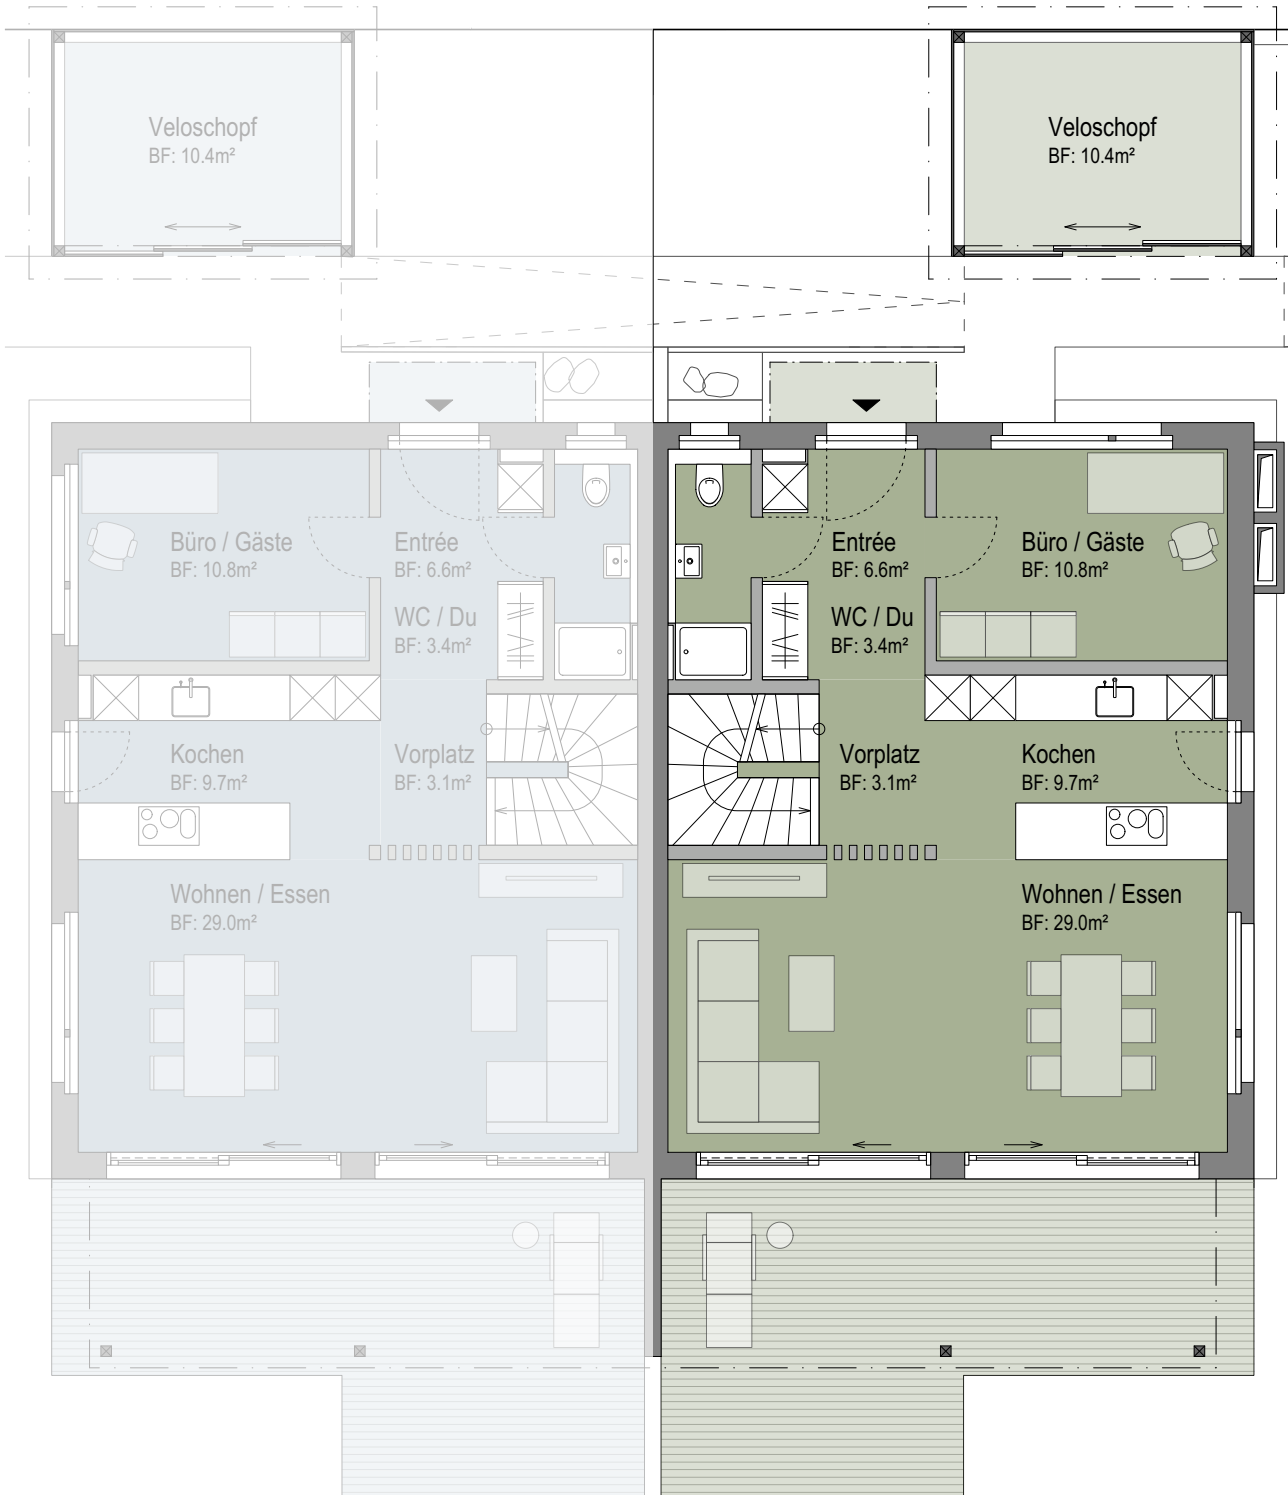 Veloschopf
BF: 10.4m²
Veloschopf
BF: 10.4m²
Büro / Gäste
BF: 10.8m²
Entrée
BF: 6.6m²
WC / Du
BF: 3.4m²
Entrée
BF: 6.6m²
WC / Du
BF: 3.4m²
Büro / Gäste
BF: 10.8m²
Kochen
BF: 9.7m²
Vorplatz
BF: 3.1m²
Vorplatz
BF: 3.1m²
Kochen
BF: 9.7m²
Wohnen / Essen
BF: 29.0m²
Wohnen / Essen
BF: 29.0m²